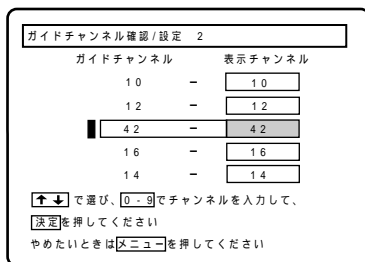 ガイドチャンネル確認/設定 2
ガイドチャンネル 表示チャンネル
10 − 10
12 − 12
42 − 42
16 − 16
14 − 14
↑↓で選び、0-9でチャンネルを入力して、
決定を押してください
やめたいときはメニューを押してください